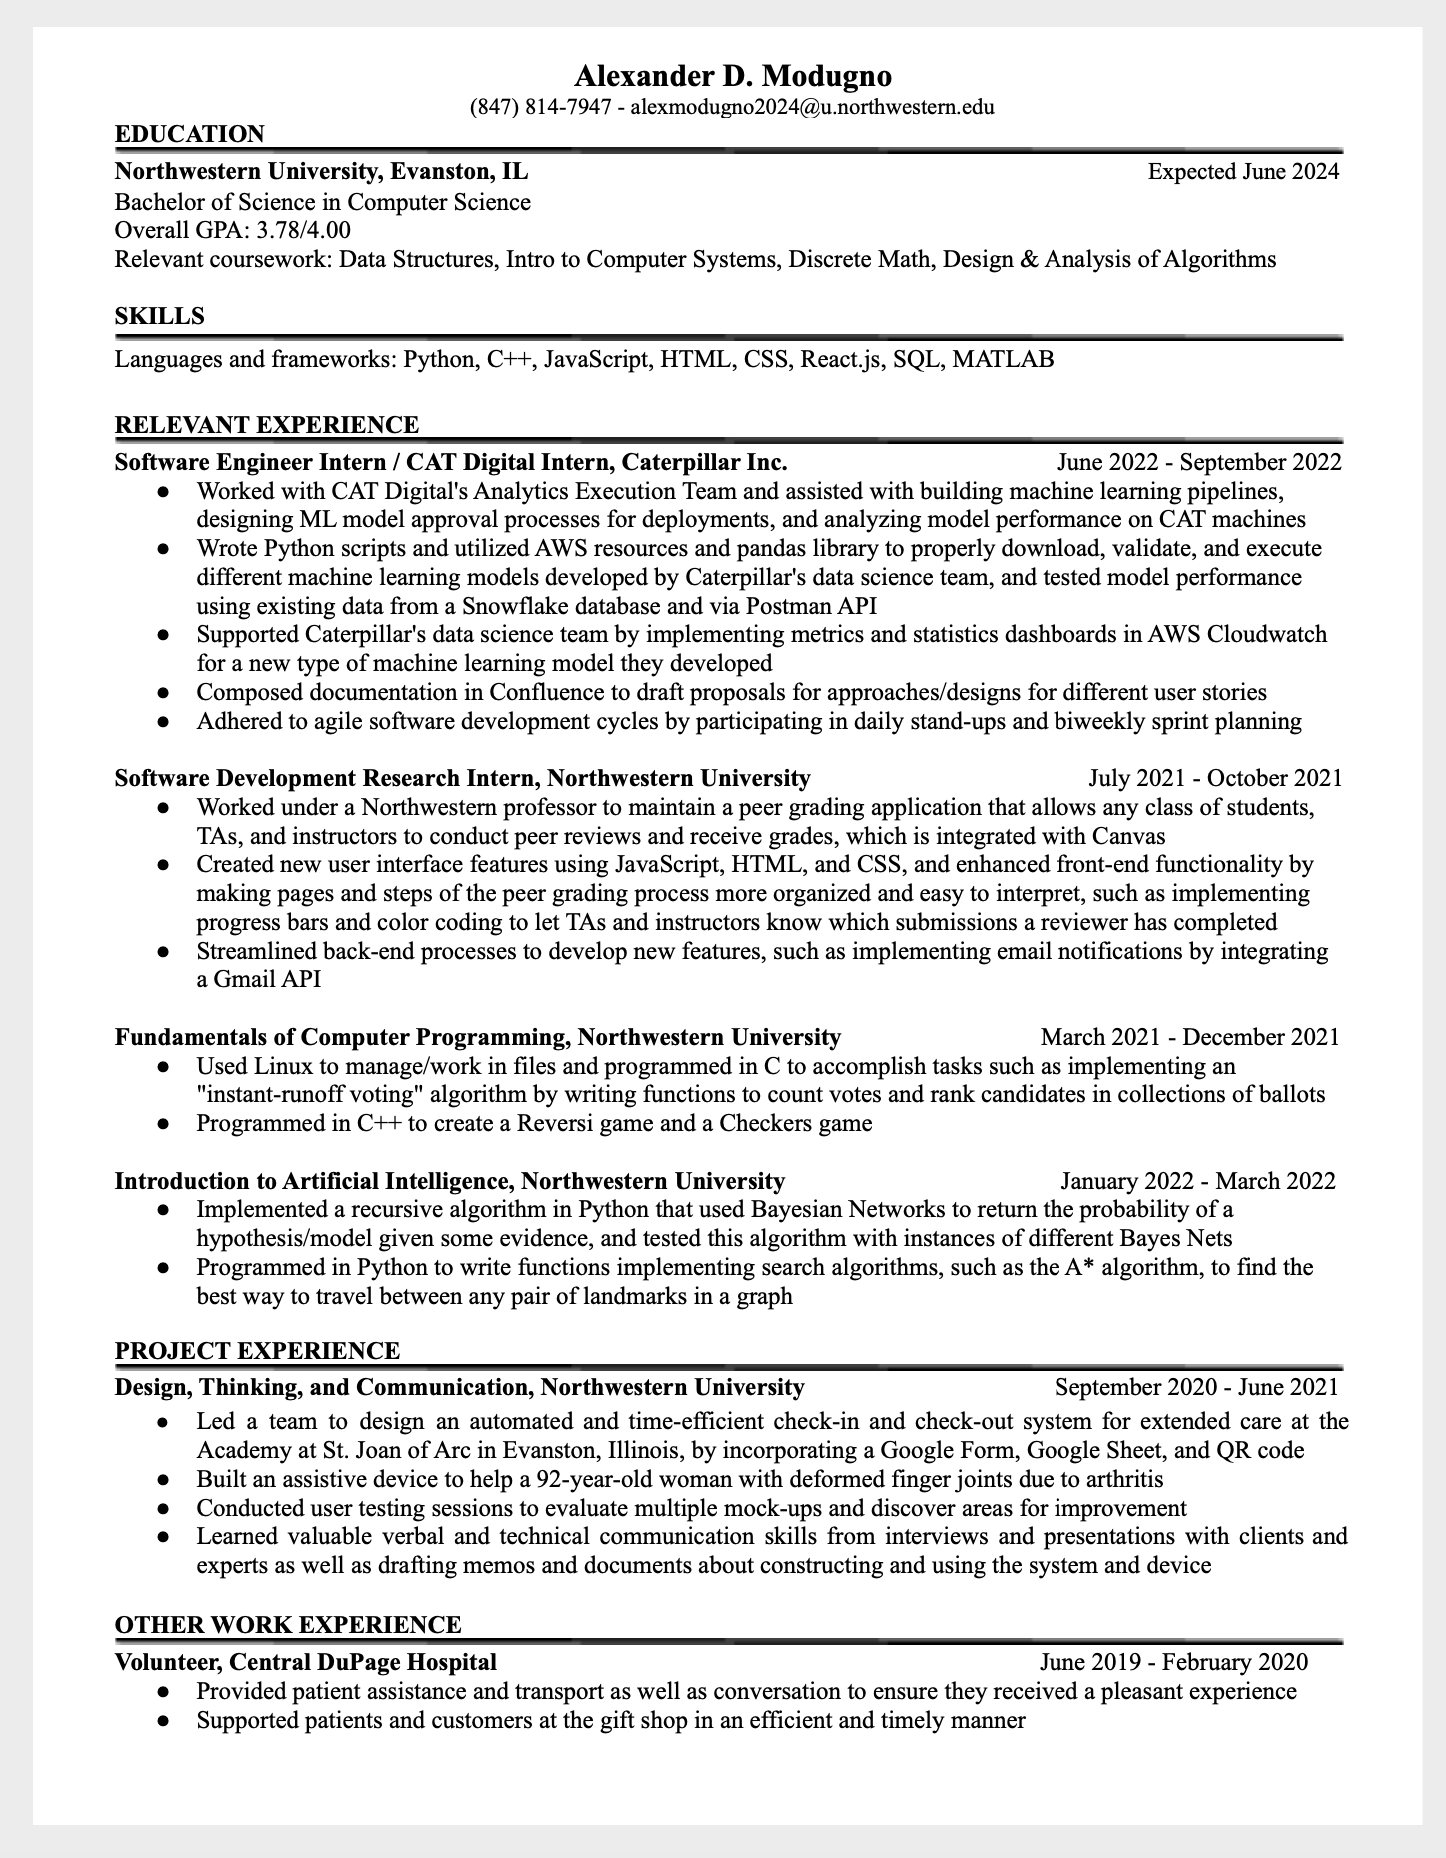 Alexander D. Modugno
(847) 814-7947 - alexmodugno2024@u.northwestern.edu
EDUCATION
Northwestern University, Evanston, IL Expected June 2024
Bachelor of Science in Computer Science
Overall GPA: 3.78/4.00
Relevant coursework: Data Structures, Intro to Computer Systems, Discrete Math, Design & Analysis of Algorithms
SKILLS
Languages and frameworks: Python, C++, JavaScript, HTML, CSS, React.js, SQL, MATLAB
RELEVANT EXPERIENCE
Software Engineer Intern / CAT Digital Intern, Caterpillar Inc. June 2022 - September 2022
● Worked with CAT Digital's Analytics Execution Team and assisted with building machine learning pipelines,
designing ML model approval processes for deployments, and analyzing model performance on CAT machines
● Wrote Python scripts and utilized AWS resources and pandas library to properly download, validate, and execute
different machine learning models developed by Caterpillar's data science team, and tested model performance
using existing data from a Snowflake database and via Postman API
● Supported Caterpillar's data science team by implementing metrics and statistics dashboards in AWS Cloudwatch
for a new type of machine learning model they developed
● Composed documentation in Confluence to draft proposals for approaches/designs for different user stories
● Adhered to agile software development cycles by participating in daily stand-ups and biweekly sprint planning
Software Development Research Intern, Northwestern University July 2021 - October 2021
● Worked under a Northwestern professor to maintain a peer grading application that allows any class of students,
TAs, and instructors to conduct peer reviews and receive grades, which is integrated with Canvas
● Created new user interface features using JavaScript, HTML, and CSS, and enhanced front-end functionality by
making pages and steps of the peer grading process more organized and easy to interpret, such as implementing
progress bars and color coding to let TAs and instructors know which submissions a reviewer has completed
● Streamlined back-end processes to develop new features, such as implementing email notifications by integrating
a Gmail API
Fundamentals of Computer Programming, Northwestern University March 2021 - December 2021
● Used Linux to manage/work in files and programmed in C to accomplish tasks such as implementing an
"instant-runoff voting" algorithm by writing functions to count votes and rank candidates in collections of ballots
● Programmed in C++ to create a Reversi game and a Checkers game
Introduction to Artificial Intelligence, Northwestern University January 2022 - March 2022
● Implemented a recursive algorithm in Python that used Bayesian Networks to return the probability of a
hypothesis/model given some evidence, and tested this algorithm with instances of different Bayes Nets
● Programmed in Python to write functions implementing search algorithms, such as the A* algorithm, to find the
best way to travel between any pair of landmarks in a graph
PROJECT EXPERIENCE
Design, Thinking, and Communication, Northwestern University September 2020 - June 2021
● Led a team to design an automated and time-efficient check-in and check-out system for extended care at the
Academy at St. Joan of Arc in Evanston, Illinois, by incorporating a Google Form, Google Sheet, and QR code
● Built an assistive device to help a 92-year-old woman with deformed finger joints due to arthritis
● Conducted user testing sessions to evaluate multiple mock-ups and discover areas for improvement
● Learned valuable verbal and technical communication skills from interviews and presentations with clients and
experts as well as drafting memos and documents about constructing and using the system and device
OTHER WORK EXPERIENCE
Volunteer, Central DuPage Hospital June 2019 - February 2020
● Provided patient assistance and transport as well as conversation to ensure they received a pleasant experience
● Supported patients and customers at the gift shop in an efficient and timely manner